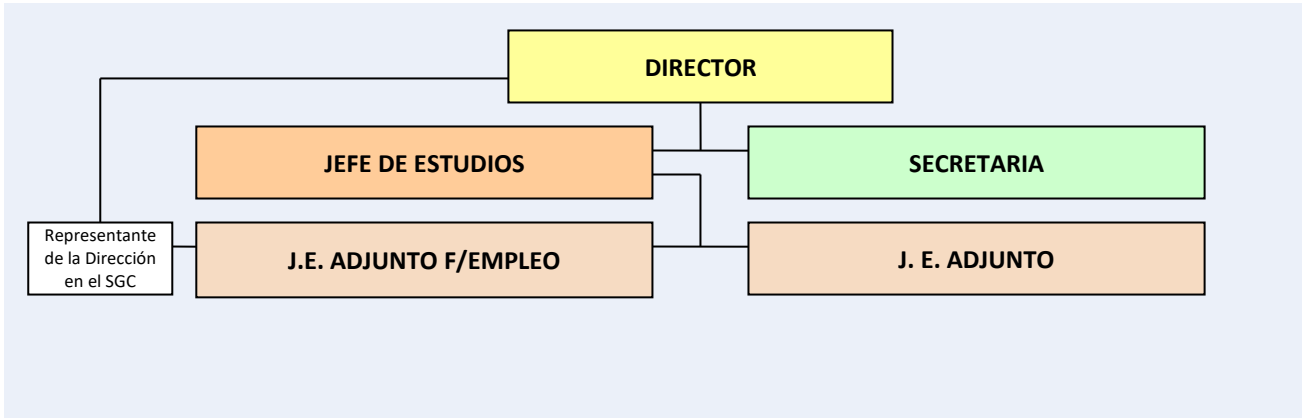 DIRECTOR
JEFE DE ESTUDIOS
SECRETARIA
Representante
de la Dirección
en el SGC
J.E. ADJUNTO F/EMPLEO
J. E. ADJUNTO